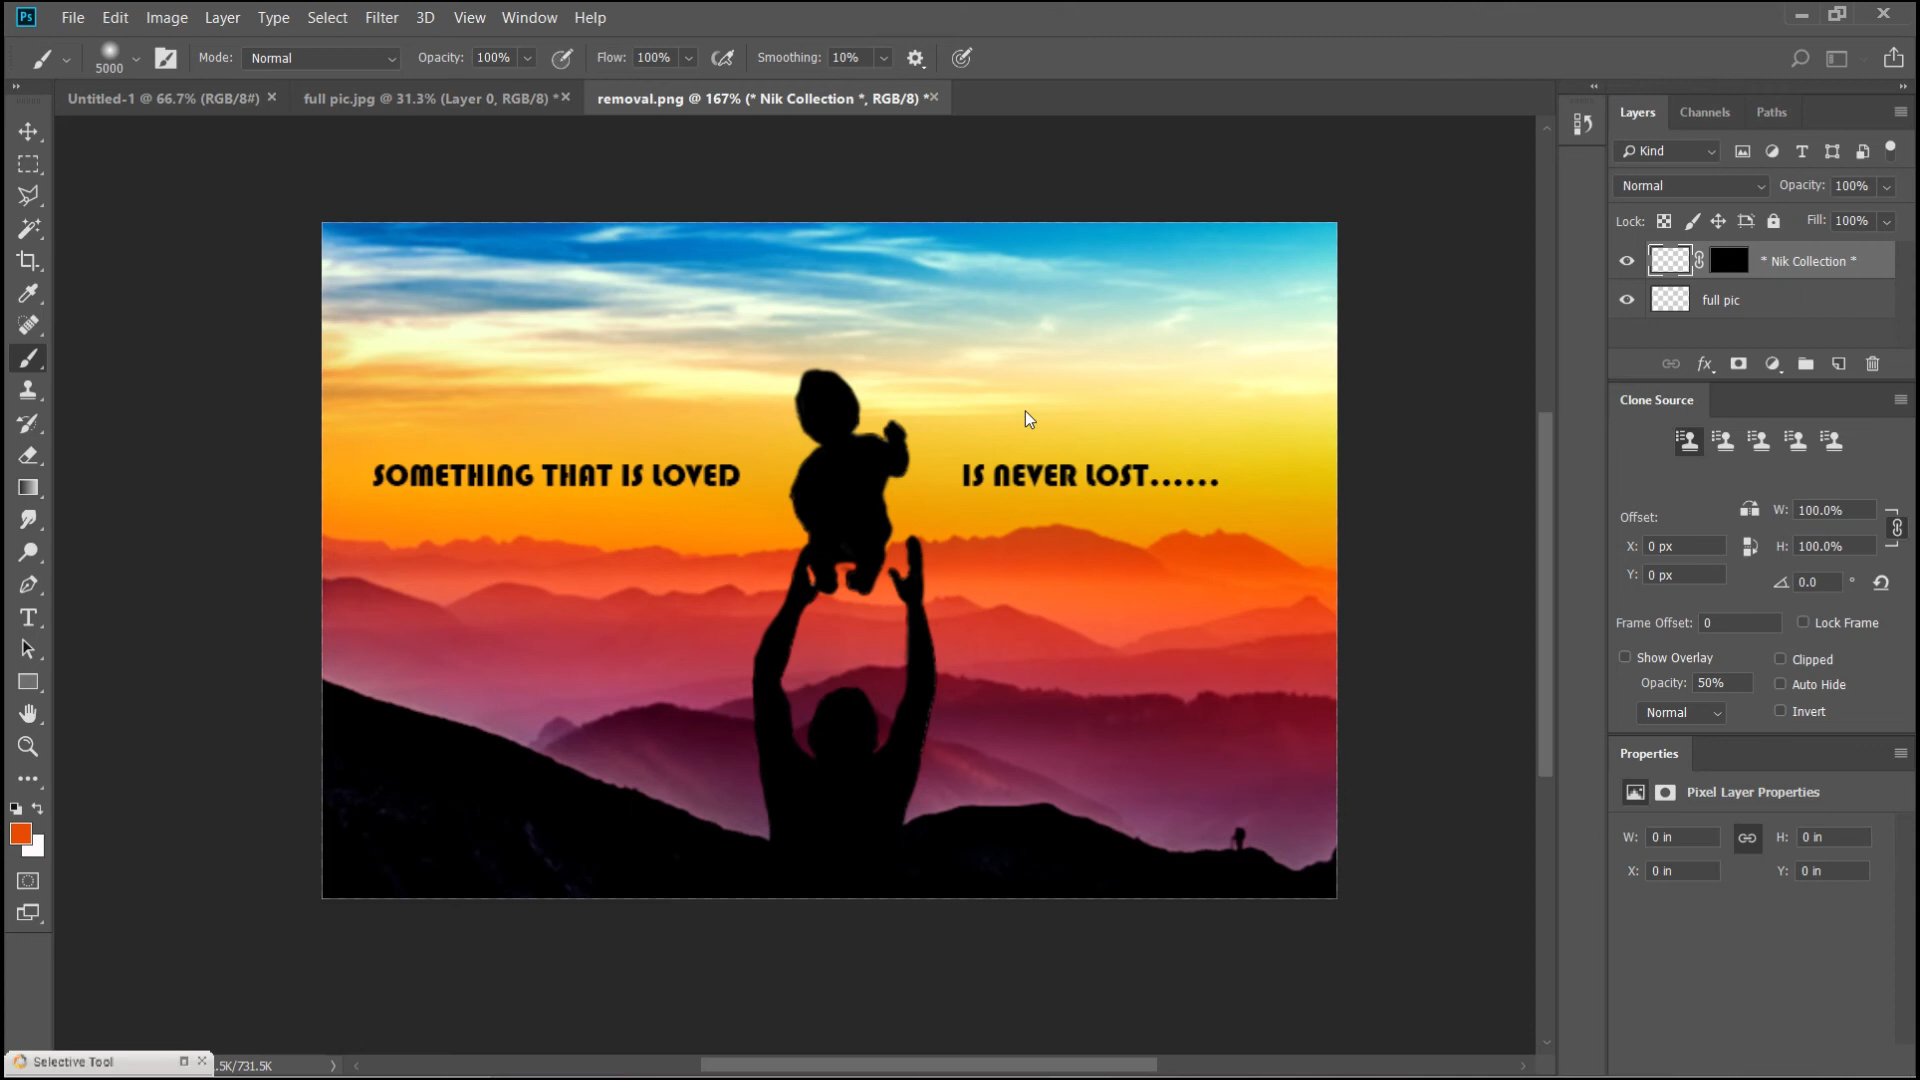 Ps File Edit Image Layer Type Select Filter 3D View Window Help
5000 Mode: Normal Opacity: 100% Flow: 100% Smoothing: 10%
Untitled-1 @ 66.7% (RGB/8#) full pic.jpg @ 31.3% (Layer 0, RGB/8) * removal.png @ 167% (* Nik Collection *, RGB/8) *
Layers Channels Paths
Kind
Normal Opacity: 100%
Lock: Fill: 100%
* Nik Collection *
full pic
fx
Clone Source
SOMETHING THAT IS LOVED IS NEVER LOST......
W: 100.0%
Offset:
X: 0 px H: 100.0%
Y: 0 px 0.0 °
Frame Offset: 0 Lock Frame
Show Overlay Clipped
Opacity: 50% Auto Hide
Normal Invert
Properties
Pixel Layer Properties
W: 0 in H: 0 in
X: 0 in Y: 0 in
Selective Tool .5K/731.5K